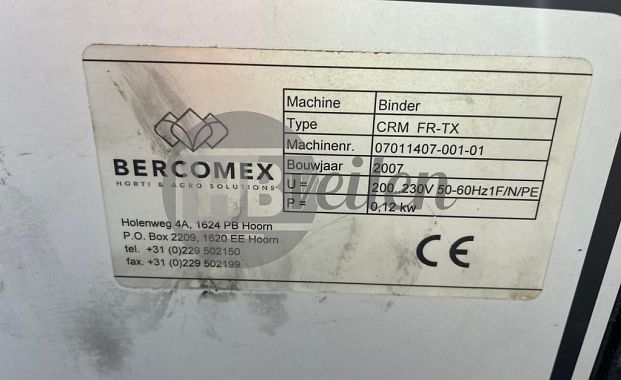 BERCOMEX
HORTI & AGRO SOLUTIONS
Holenweg 4A, 1624 PB Hoorn
P.O. Box 2209, 1620 EE Hoorn
tel. +31 (0)229 502150
fax. +31 (0)229 502199
Machine Binder
Type CRM FR-TX
Machinenr. 07011407-001-01
Bouwjaar 2007
U = 200..230V 50-60Hz1F/N/PE
P = 0,12 kw
CE
HB veilen